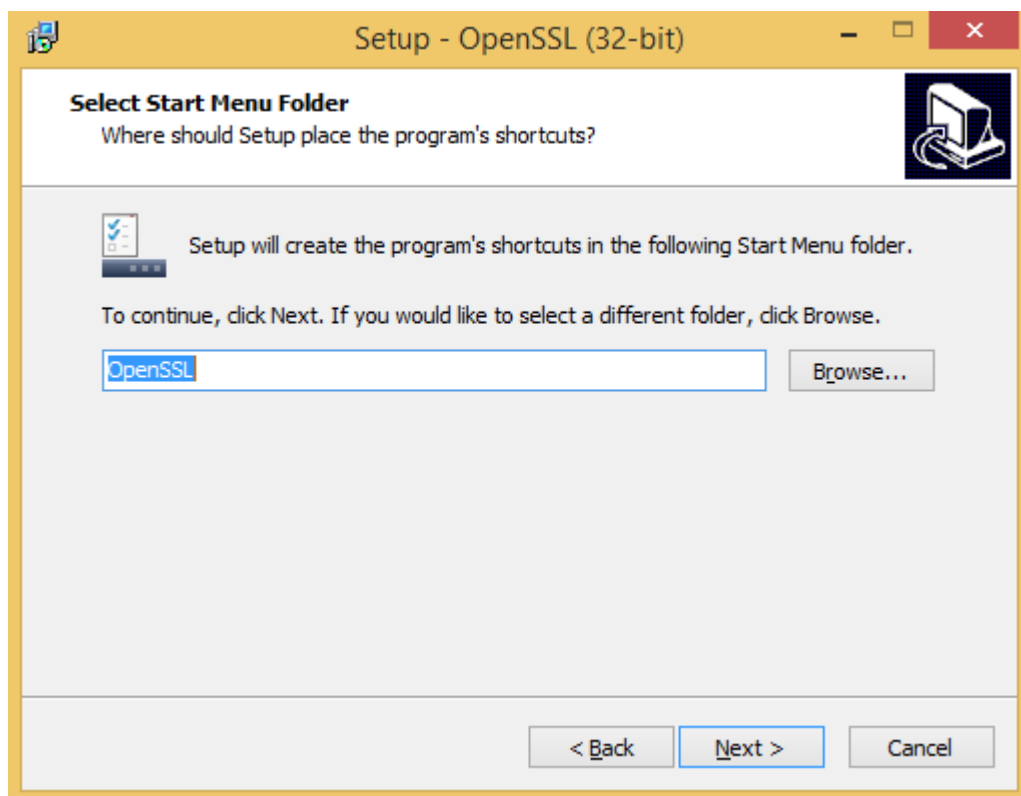 Setup - OpenSSL (32-bit)
Select Start Menu Folder
Where should Setup place the program's shortcuts?
Setup will create the program's shortcuts in the following Start Menu folder.
To continue, click Next. If you would like to select a different folder, click Browse.
OpenSSL
Browse...
< Back
Next >
Cancel